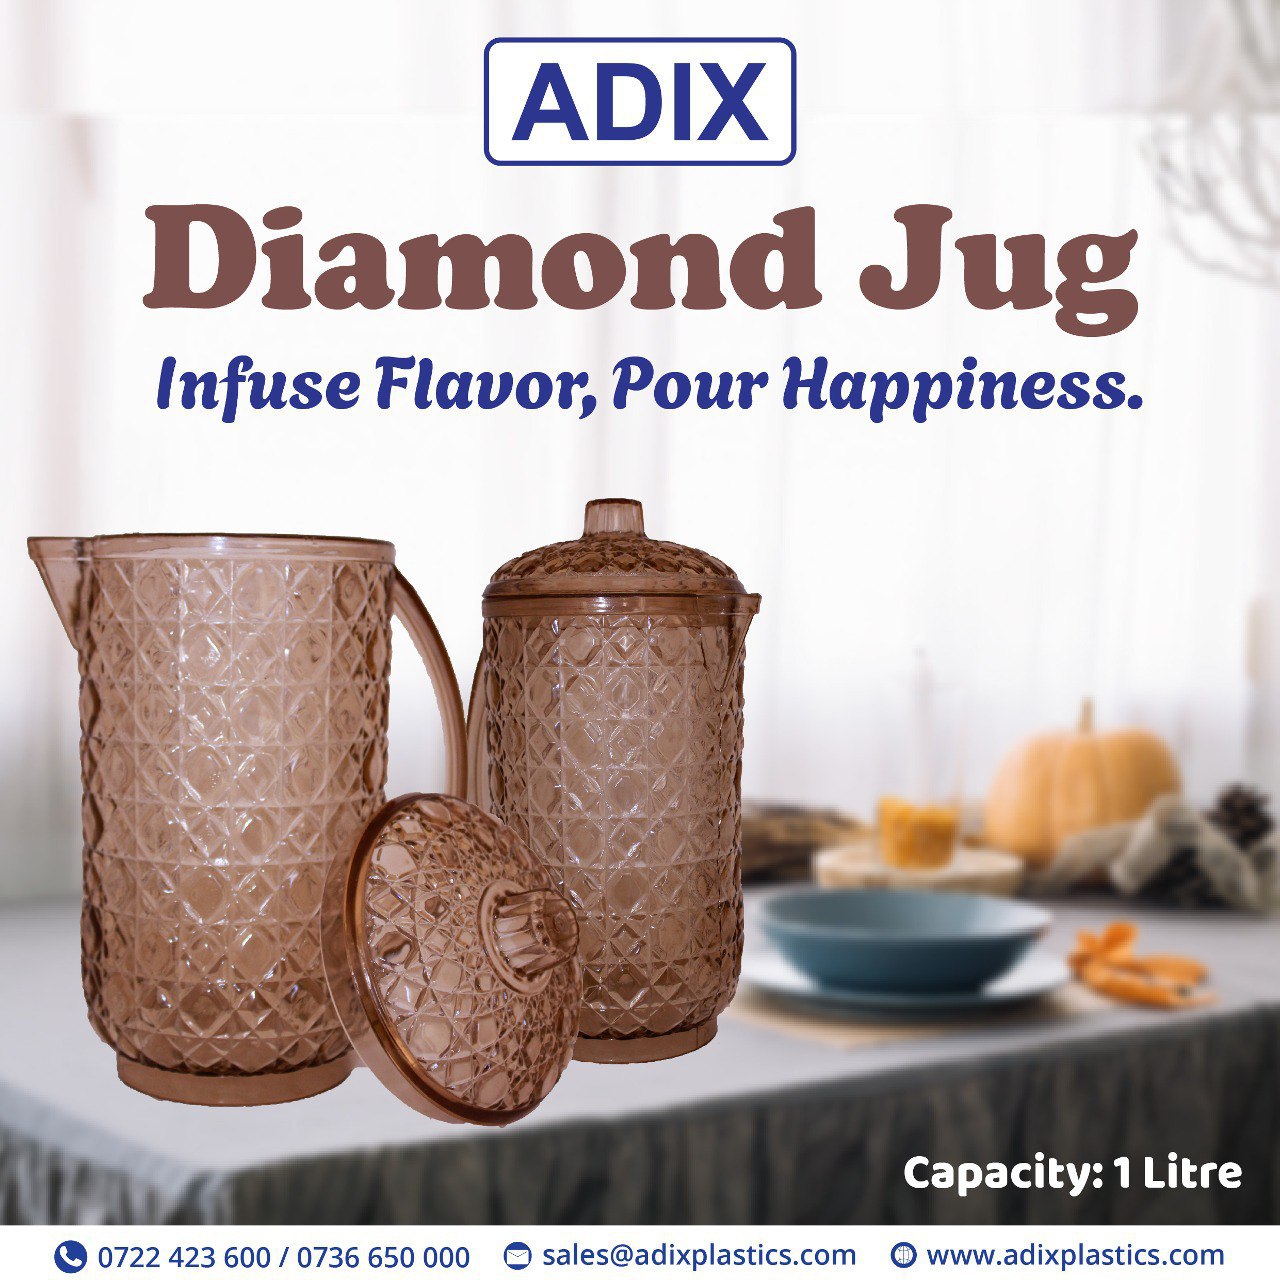 ADIX
Diamond Jug
Infuse Flavor, Pour Happiness.
Capacity: 1 Litre
0722 423 600 / 0736 650 000 sales@adixplastics.com www.adixplastics.com